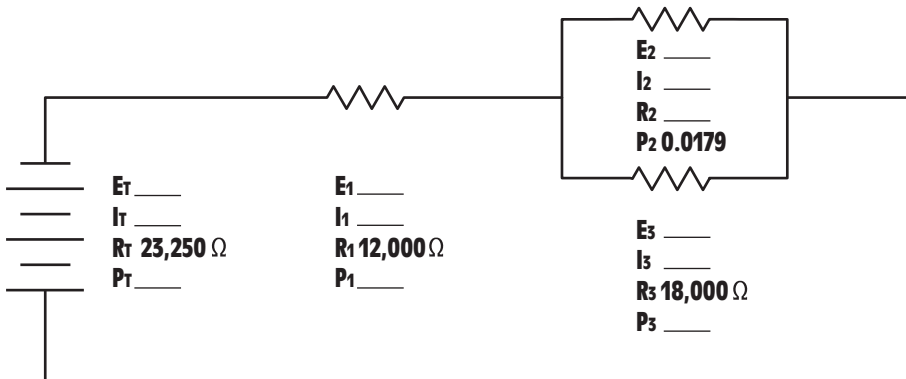 E2 ____
I2 ____
R2 ____
P2 0.0179
ET ____
IT ____
RT 23,250 Ω
PT ____
E1 ____
I1 ____
R1 12,000 Ω
P1 ____
E3 ____
I3 ____
R3 18,000 Ω
P3 ____